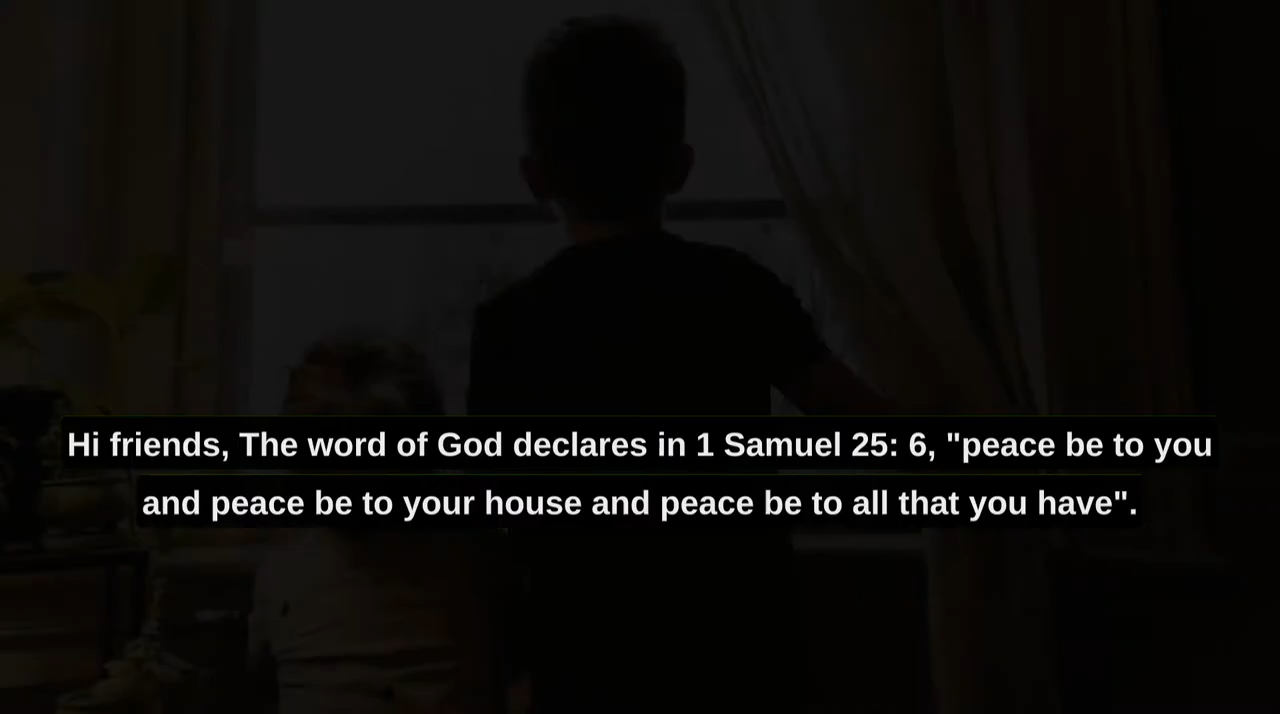 Hi friends, The word of God declares in 1 Samuel 25: 6, "peace be to you
and peace be to your house and peace be to all that you have".